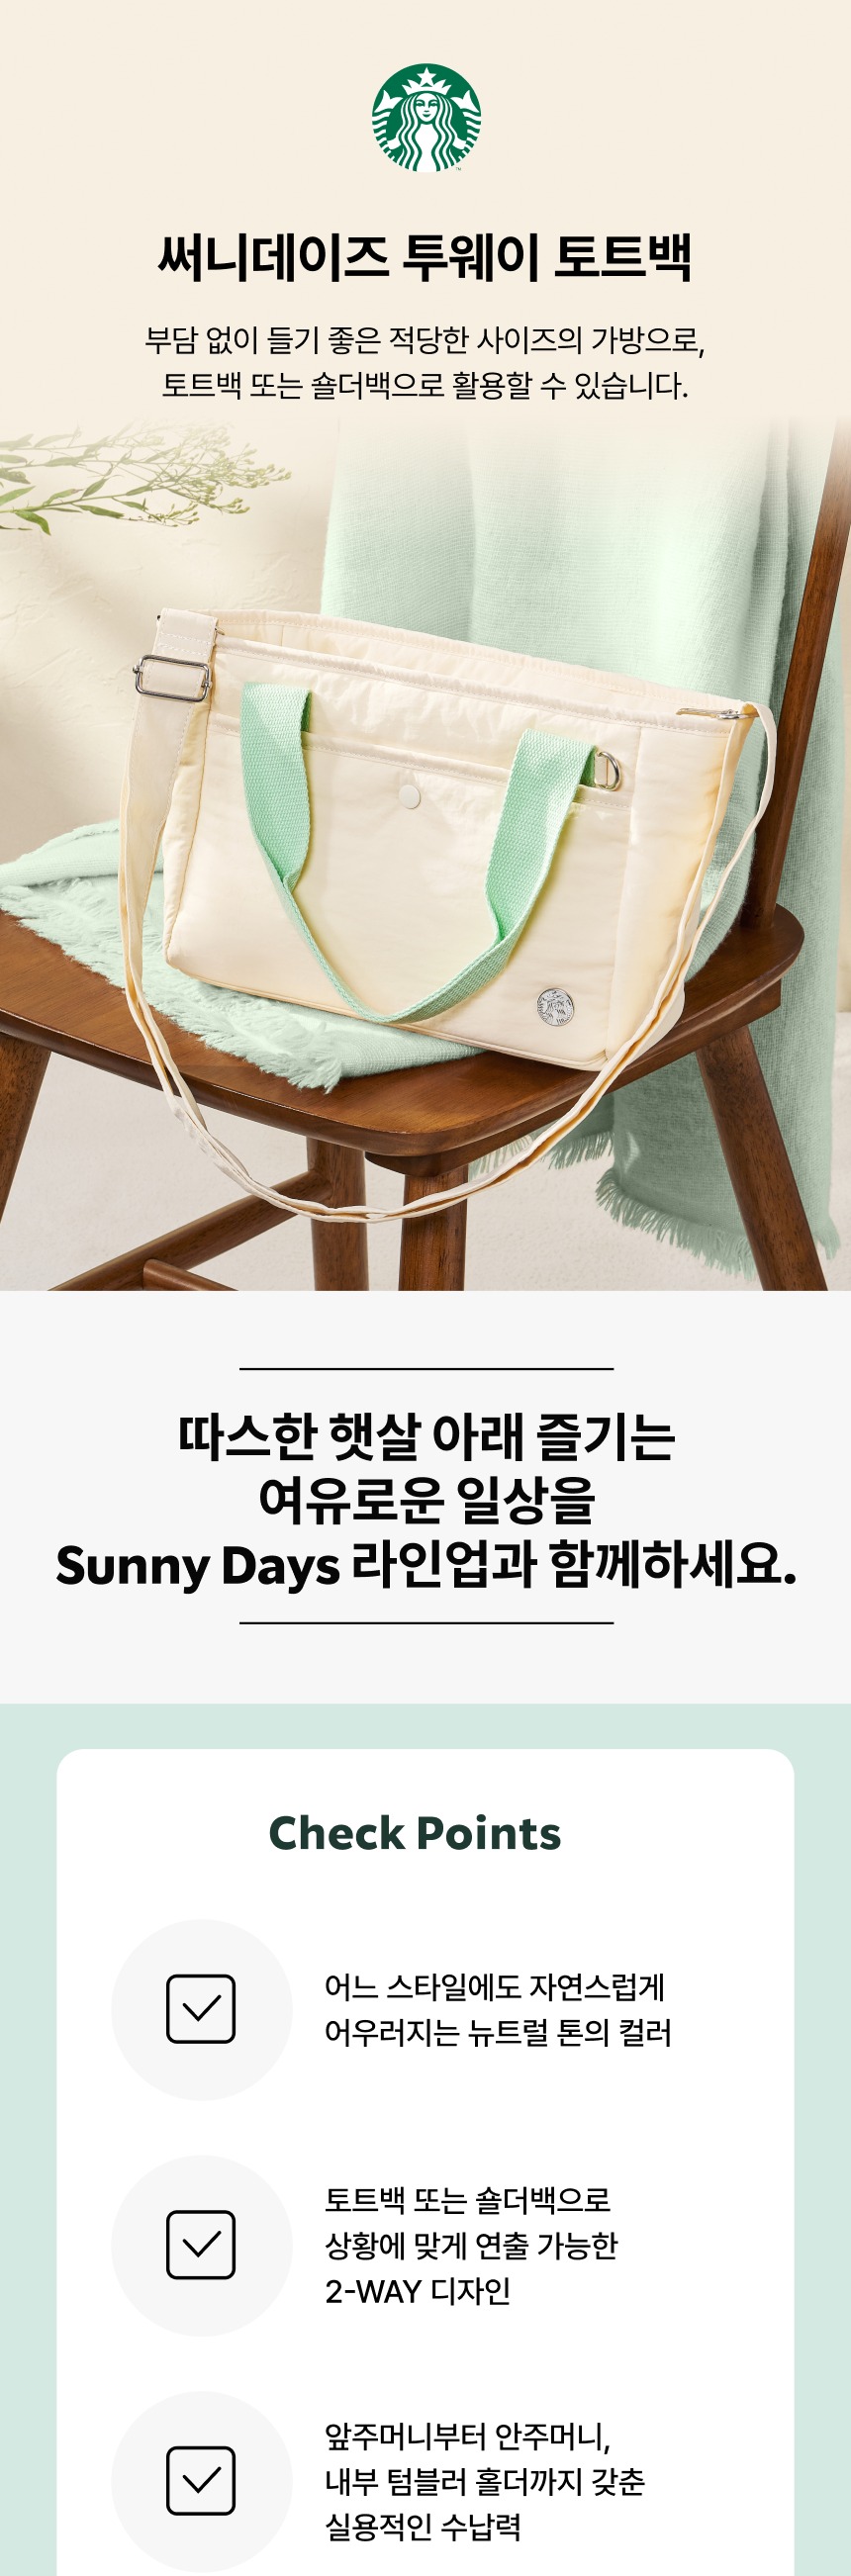 써니데이즈 투웨이 토트백
부담 없이 들기 좋은 적당한 사이즈의 가방으로,
토트백 또는 숄더백으로 활용할 수 있습니다.
따스한 햇살 아래 즐기는
여유로운 일상을
Sunny Days 라인업과 함께하세요.
Check Points
어느 스타일에도 자연스럽게
어우러지는 뉴트럴 톤의 컬러
토트백 또는 숄더백으로
상황에 맞게 연출 가능한
2-WAY 디자인
앞주머니부터 안주머니,
내부 텀블러 홀더까지 갖춘
실용적인 수납력